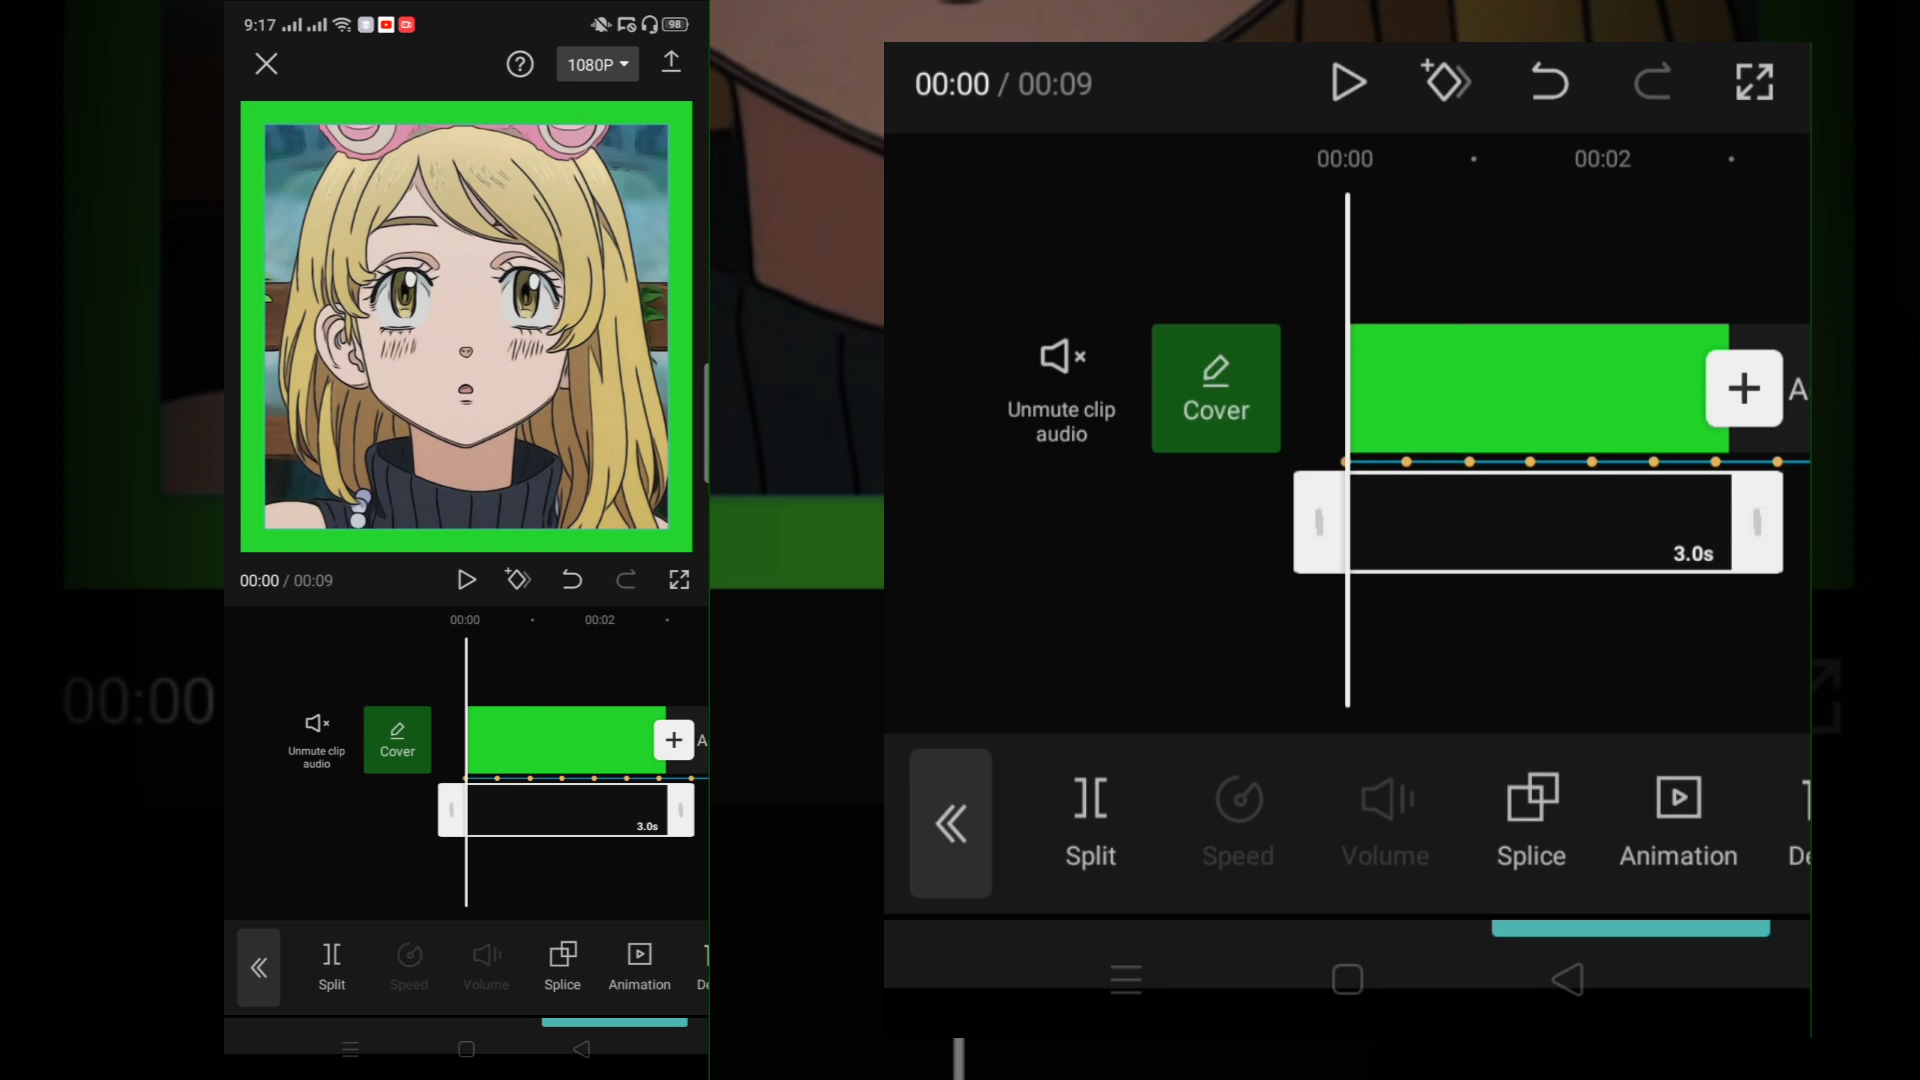 9:17
98
1080P
00:00 / 00:09
00:00
00:02
Unmute clip
audio
Cover
A
3.0s
Split
Speed
Volume
Splice
Animation
De
00:00 / 00:09
00:00
00:02
Unmute clip
audio
Cover
A
3.0s
Split
Speed
Volume
Splice
Animation
De
00:00